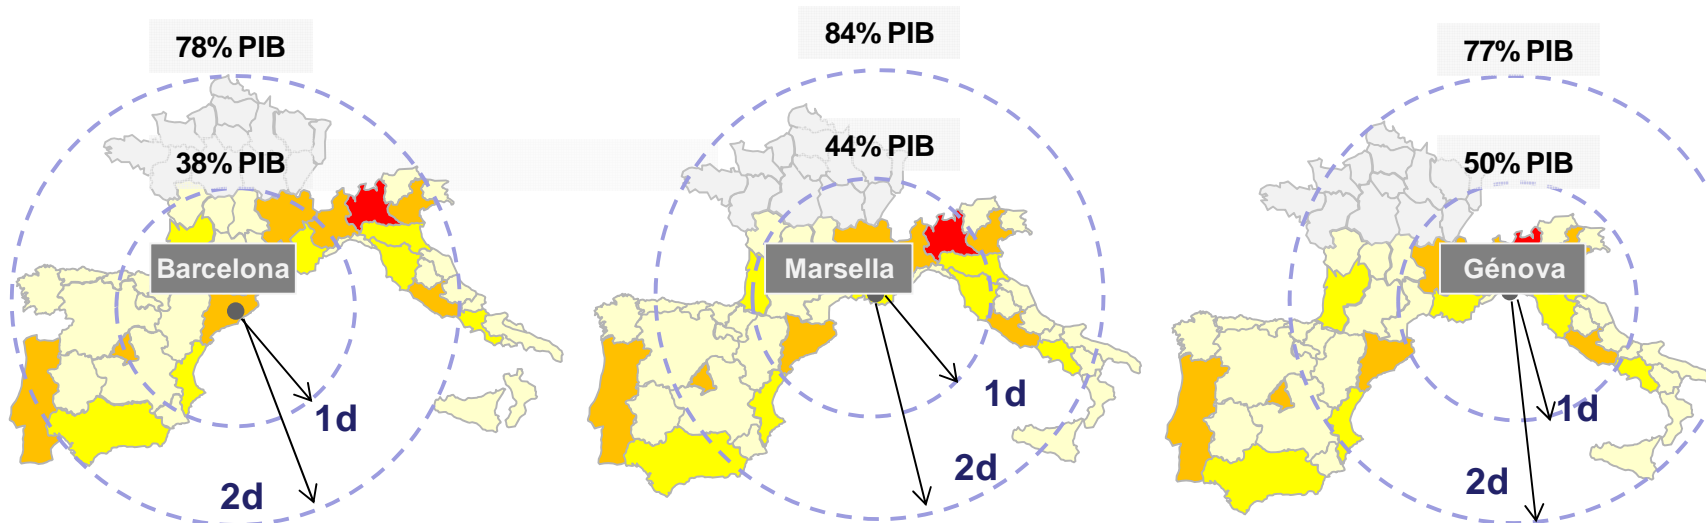 78% PIB
38% PIB
Barcelona
1d
2d
84% PIB
44% PIB
Marsella
1d
2d
77% PIB
50% PIB
Génova
1d
2d